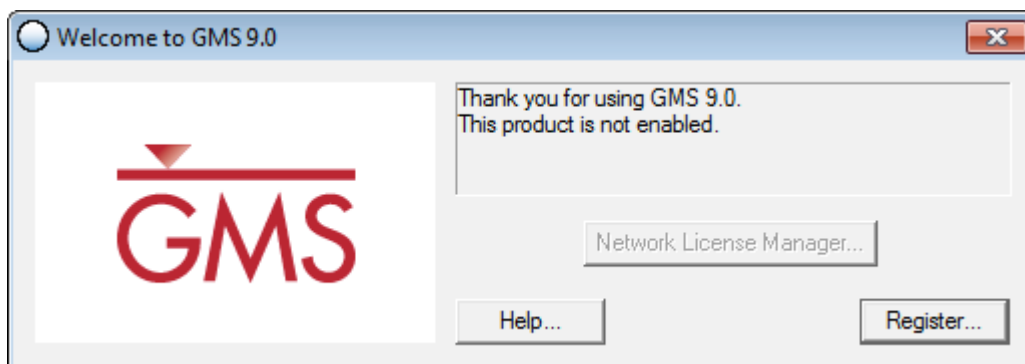 Welcome to GMS 9.0
GMS
Thank you for using GMS 9.0.
This product is not enabled.
Network License Manager...
Help...
Register...